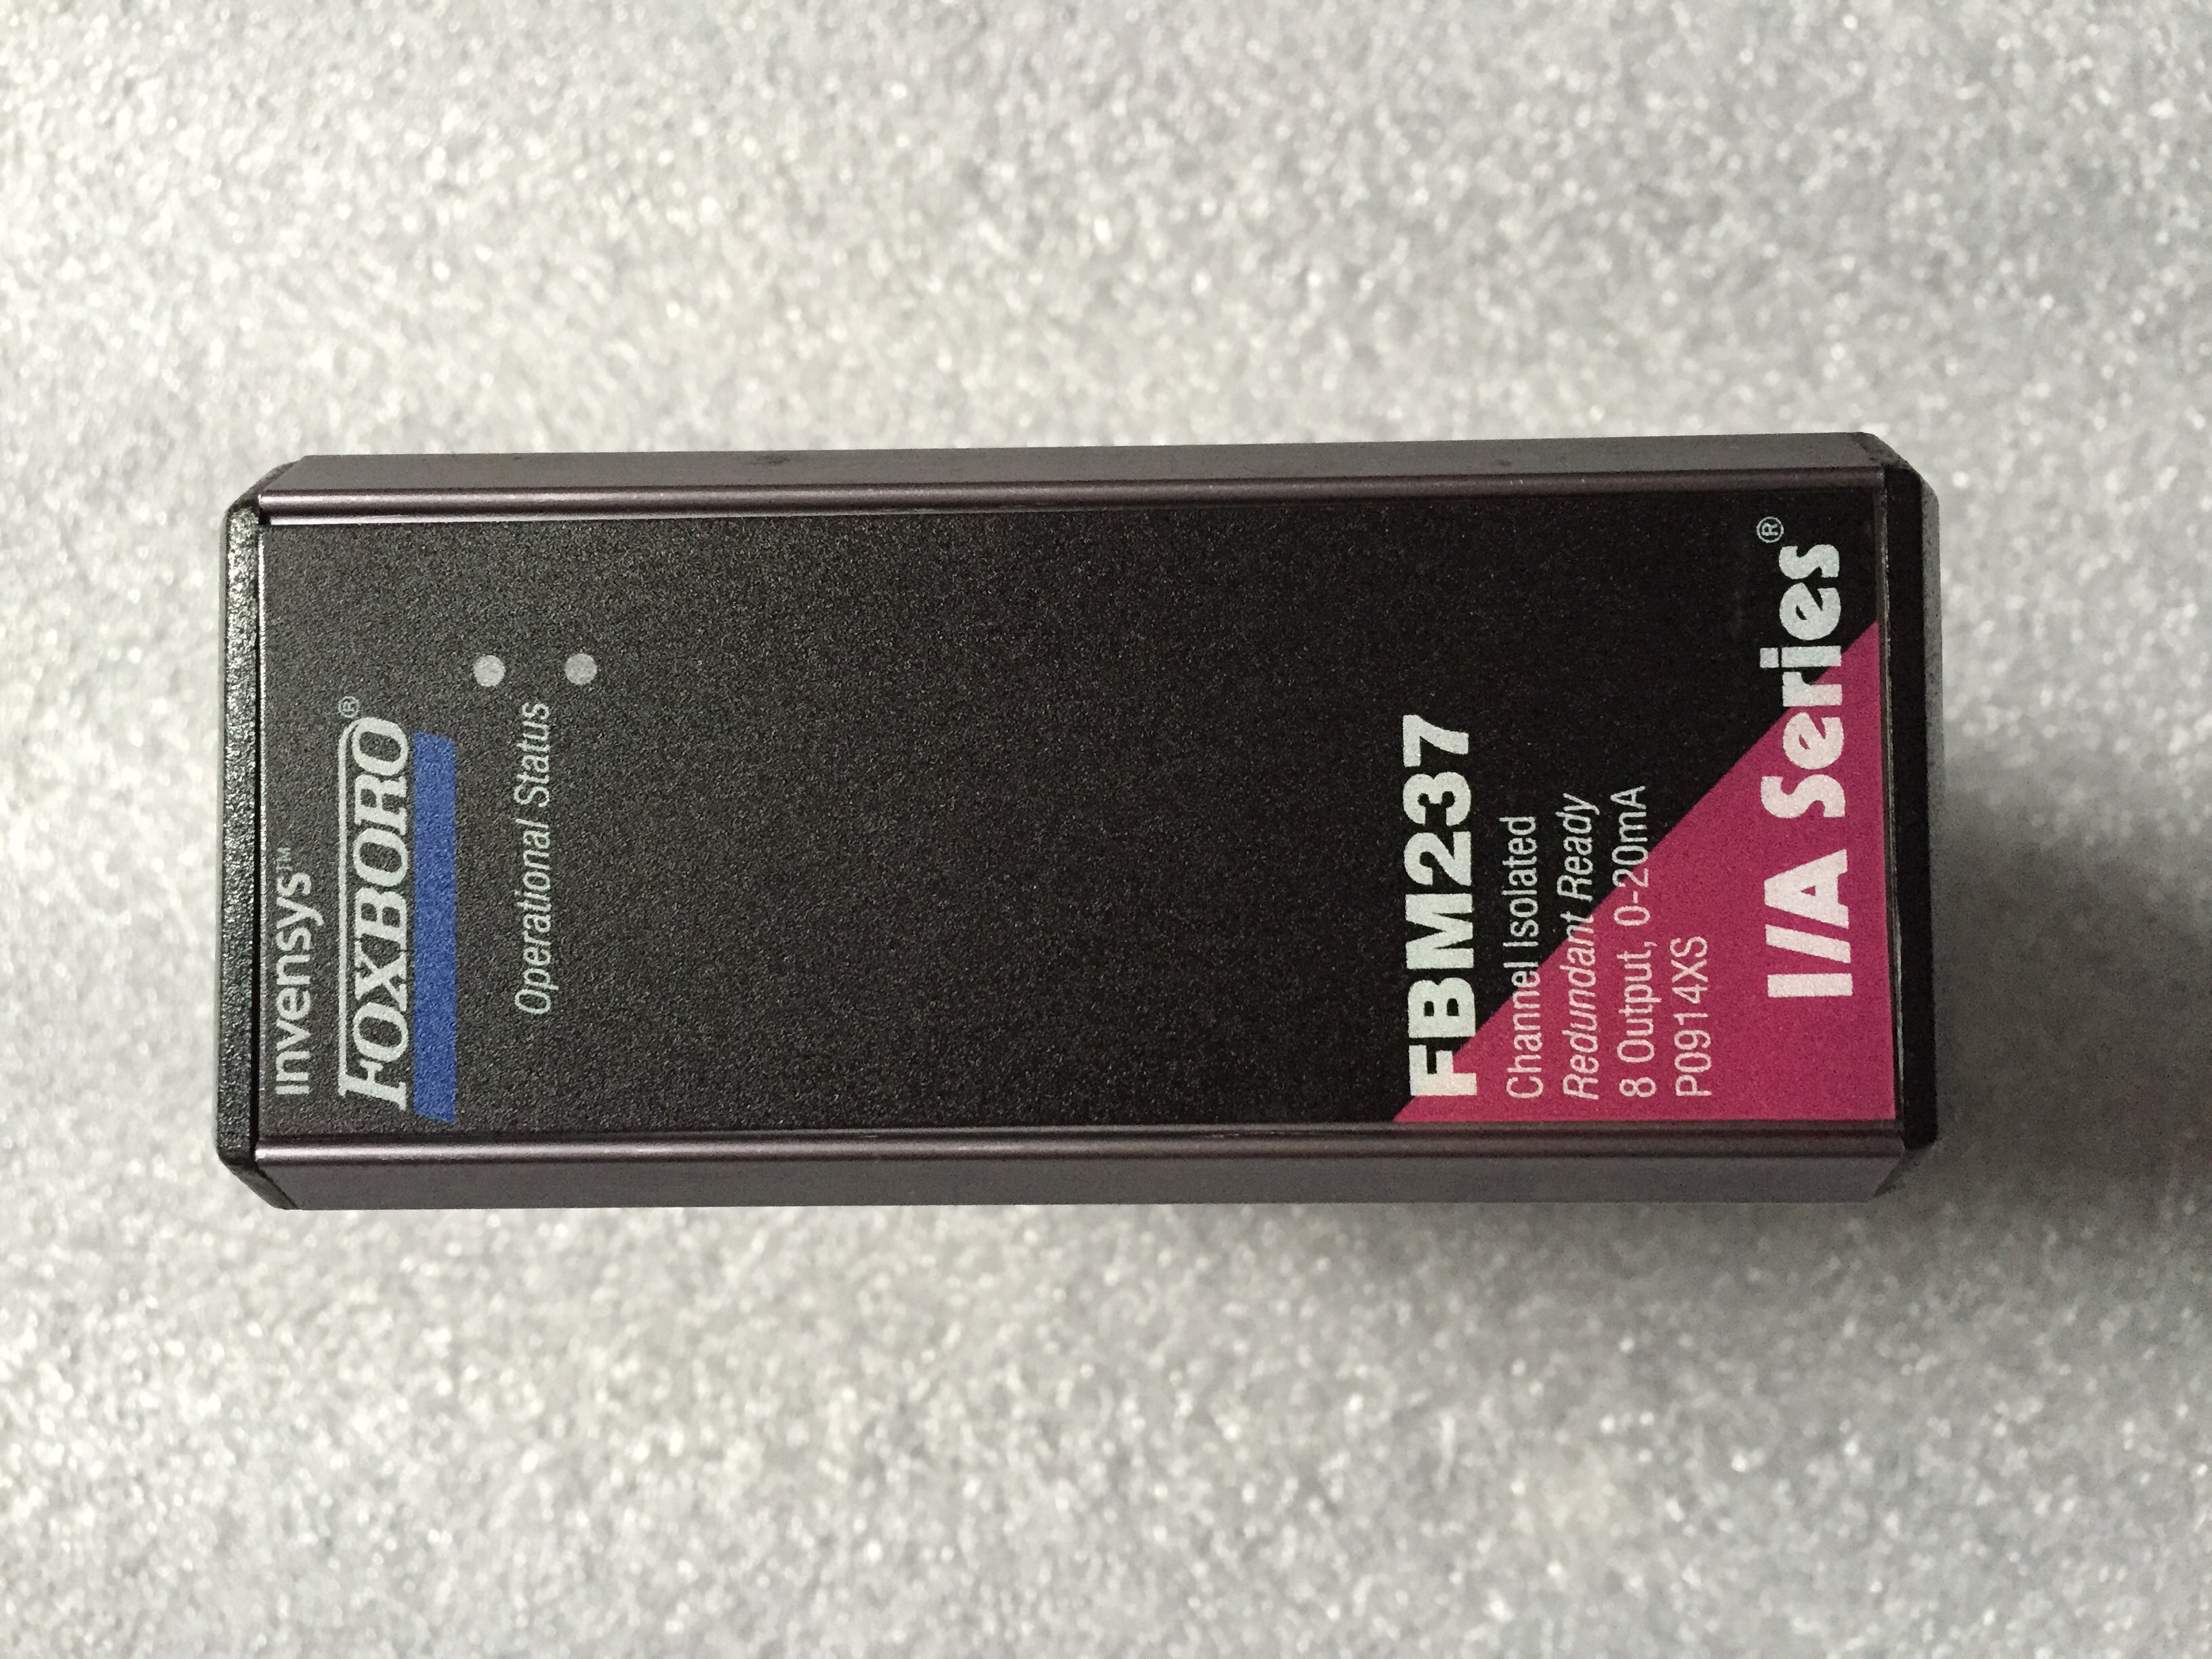 invensys™
FOXBORO®
Operational Status
FBM237
Channel Isolated
Redundant Ready
8 Output, 0-20mA
P0914XS
I/A Series®